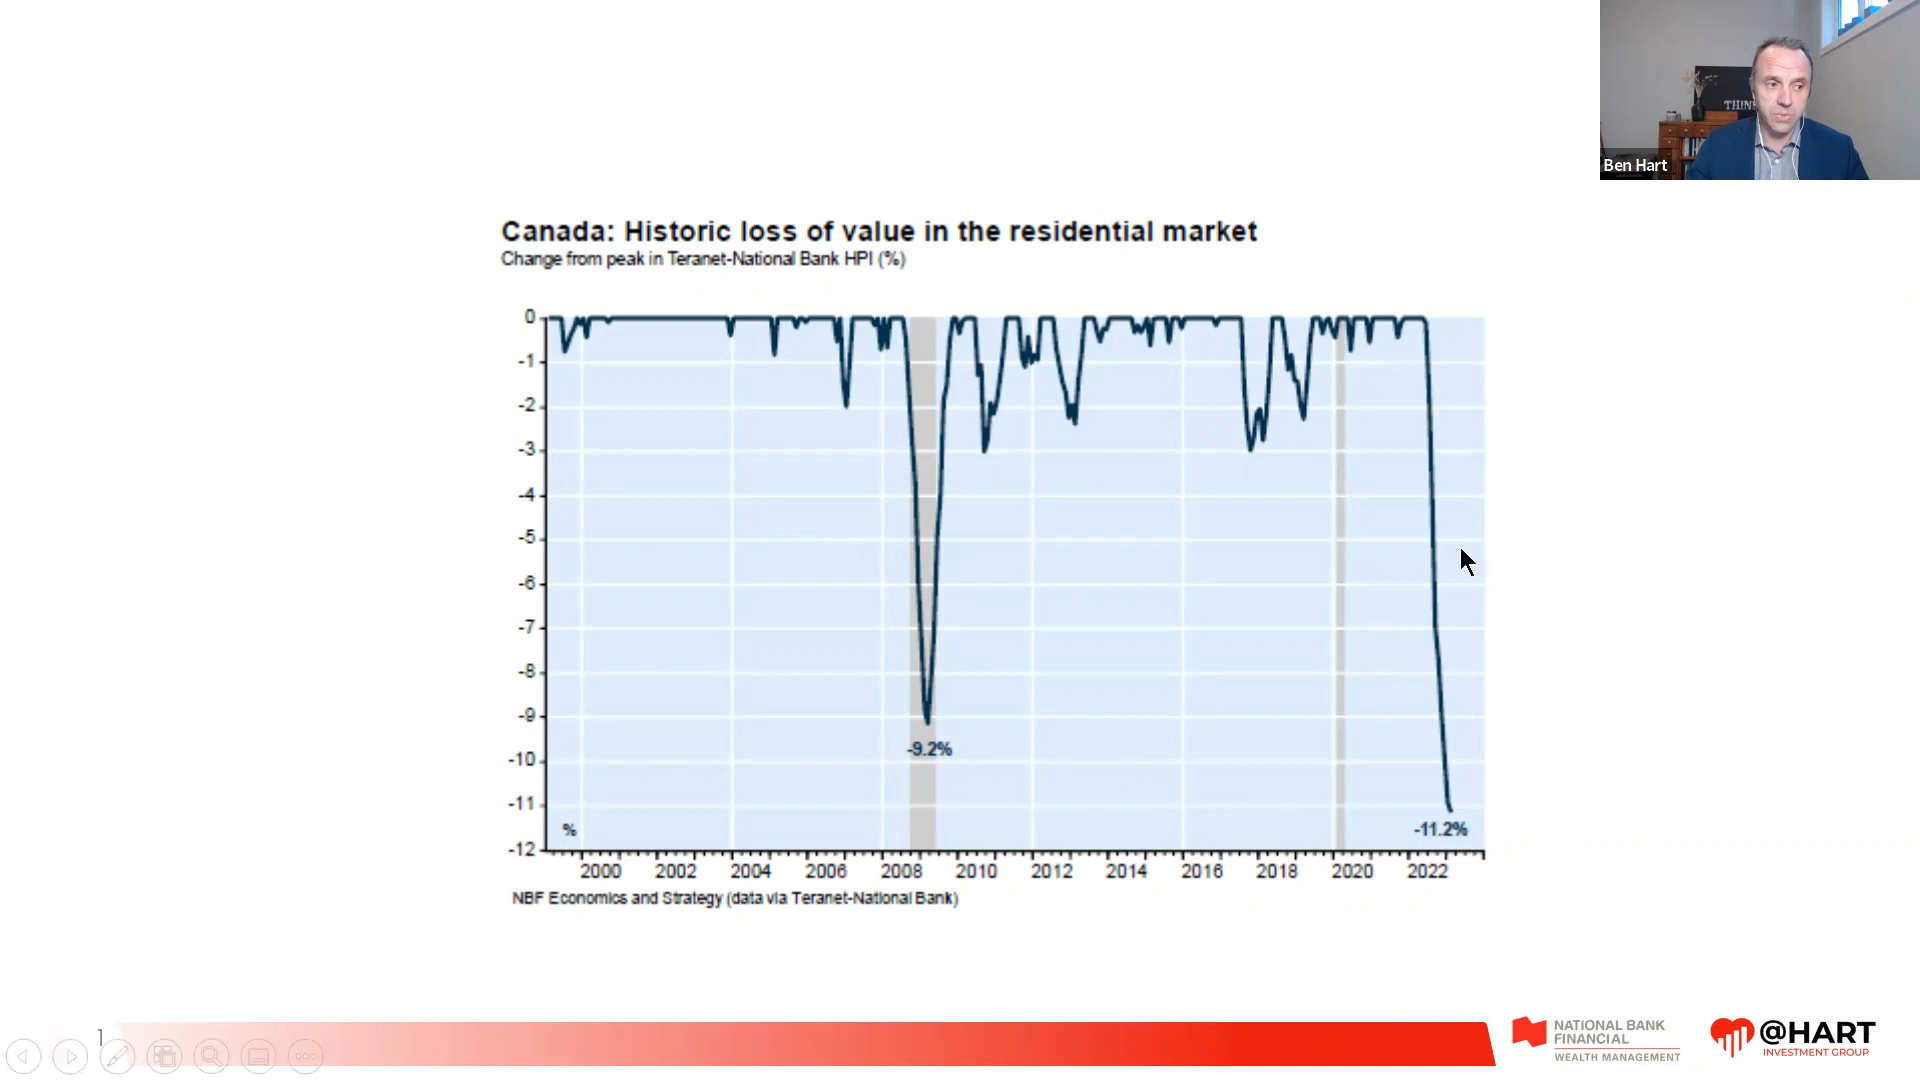 THIN
Ben Hart
Canada: Historic loss of value in the residential market
Change from peak in Teranet-National Bank HPI (%)
0
-1
-2
-3
-4
-5
-6
-7
-8
-9
-10
-11
-12
-9.2%
-11.2%
%
2000 2002 2004 2006 2008 2010 2012 2014 2016 2018 2020 2022
NBF Economics and Strategy (data via Teranet-National Bank)
1
NATIONAL BANK
FINANCIAL
WEALTH MANAGEMENT
@HART
INVESTMENT GROUP